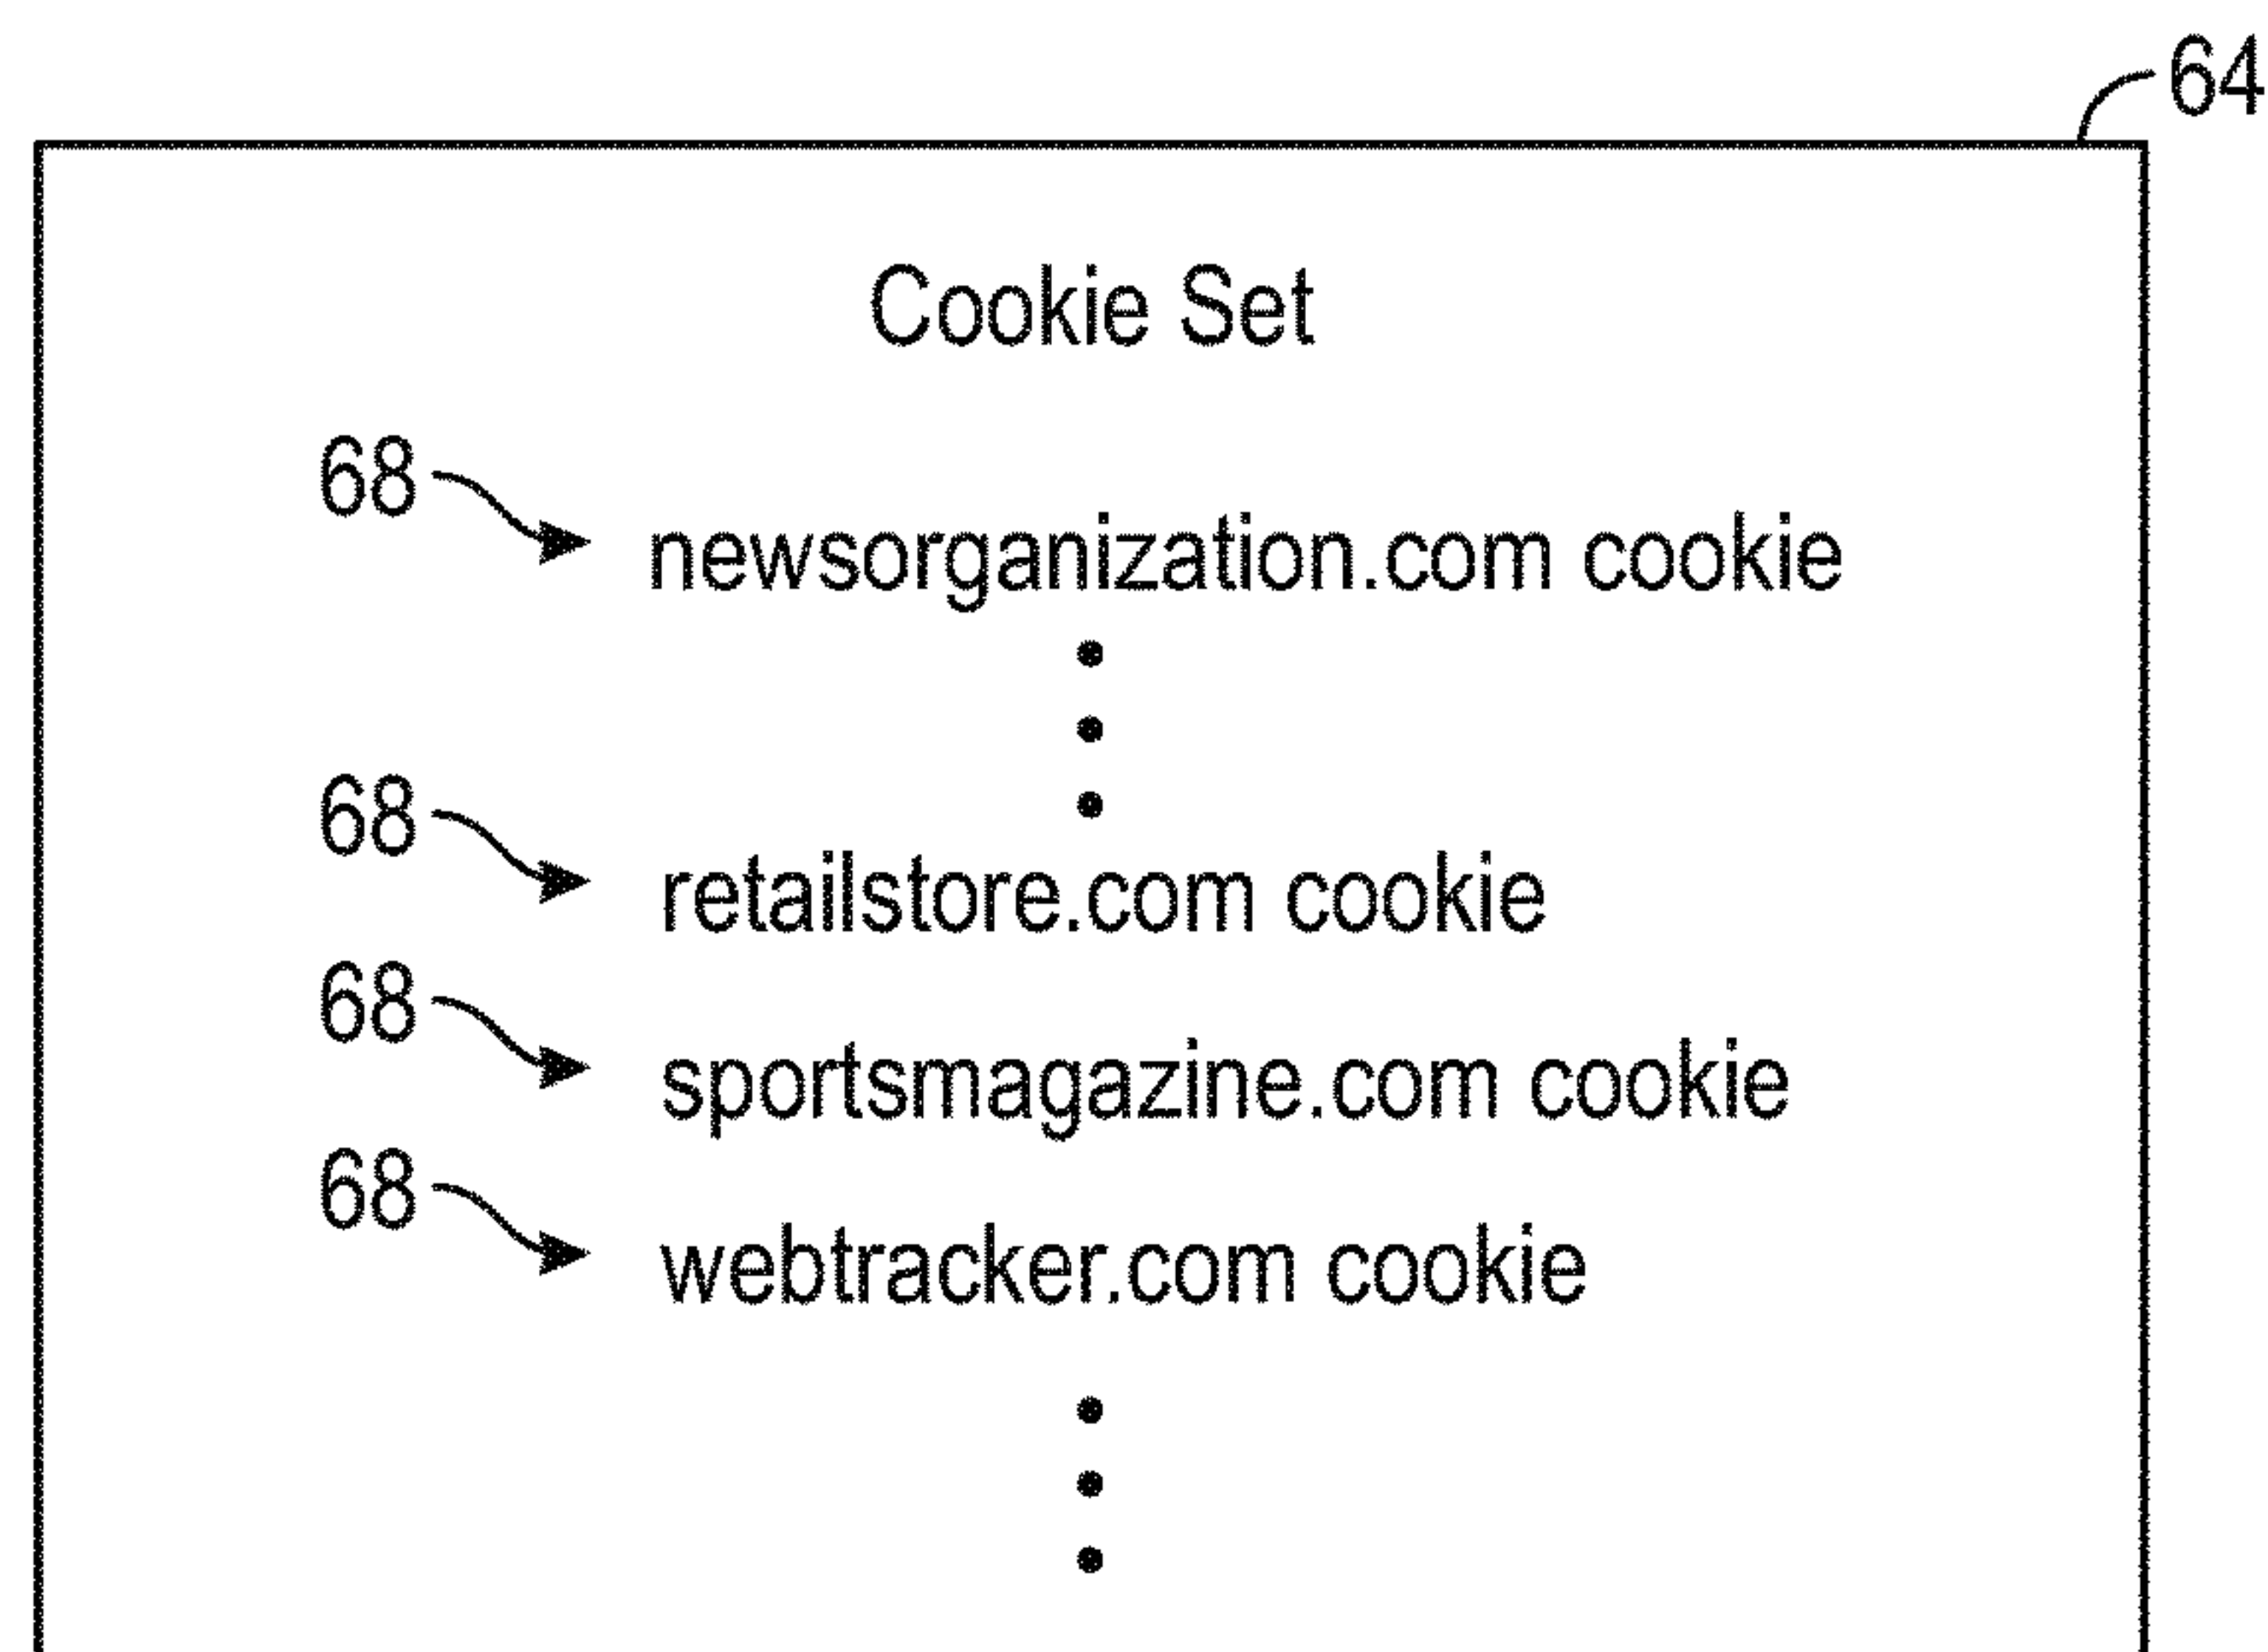 64
Cookie Set
68
newsorganization.com cookie
68
retailstore.com cookie
68
sportsmagazine.com cookie
68
webtracker.com cookie